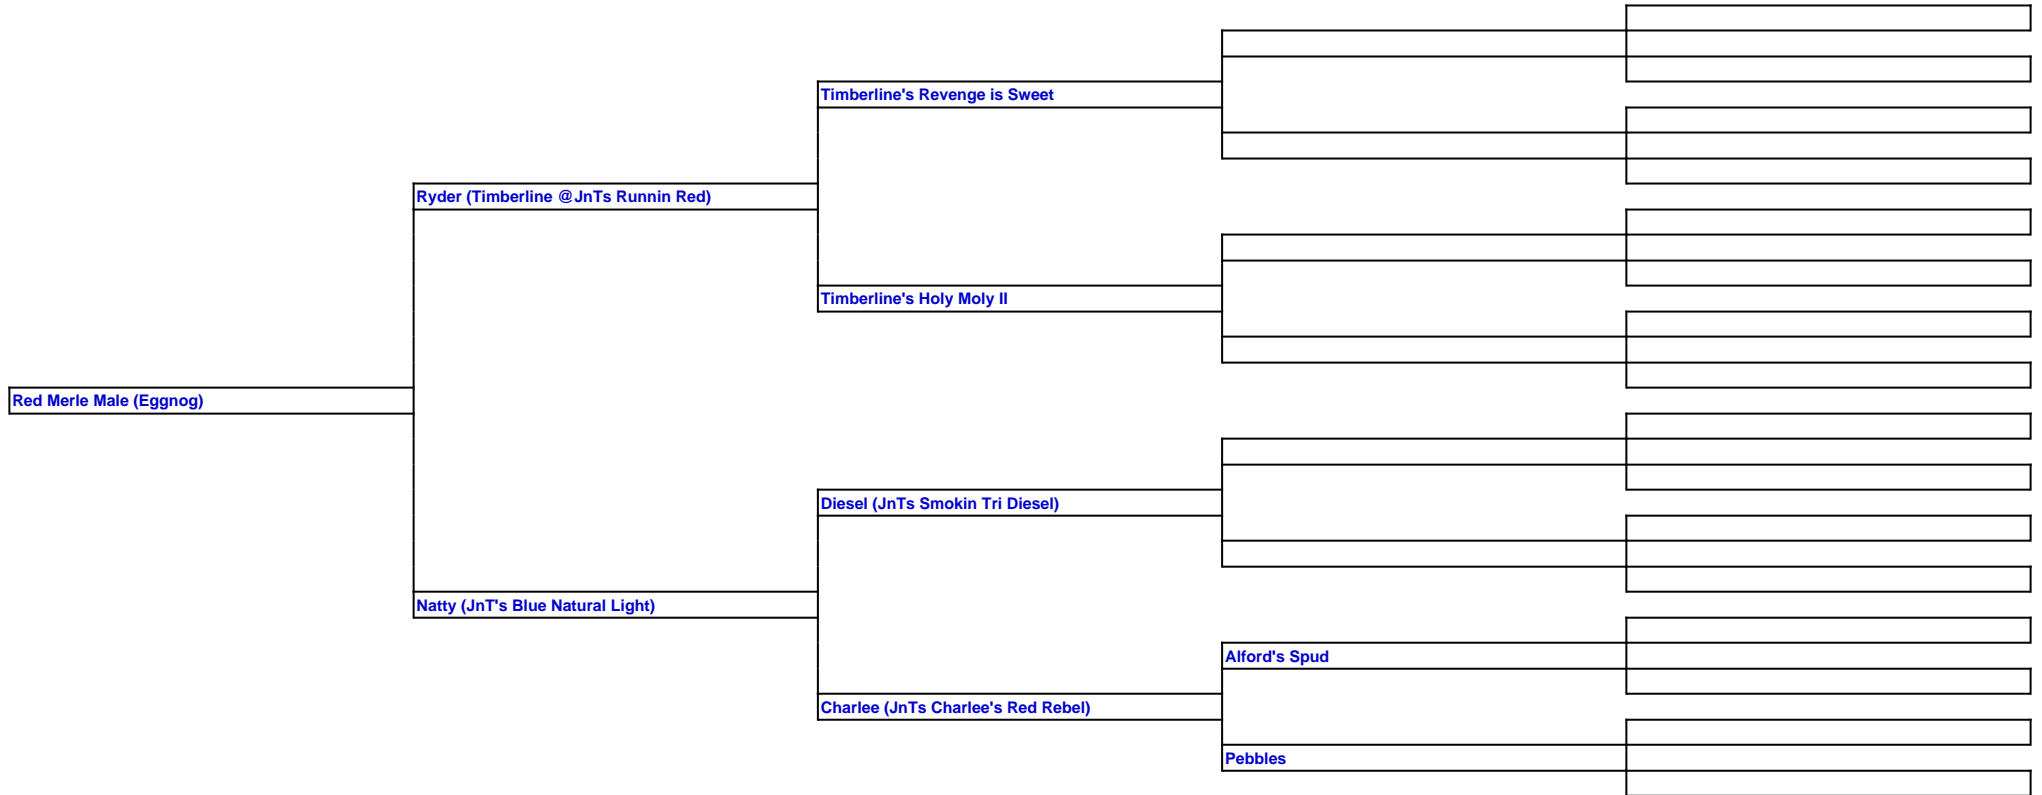 Timberline's Revenge is Sweet
Ryder (Timberline @JnTs Runnin Red)
Timberline's Holy Moly II
Red Merle Male (Eggnog)
Diesel (JnTs Smokin Tri Diesel)
Natty (JnT's Blue Natural Light)
Alford's Spud
Charlee (JnTs Charlee's Red Rebel)
Pebbles